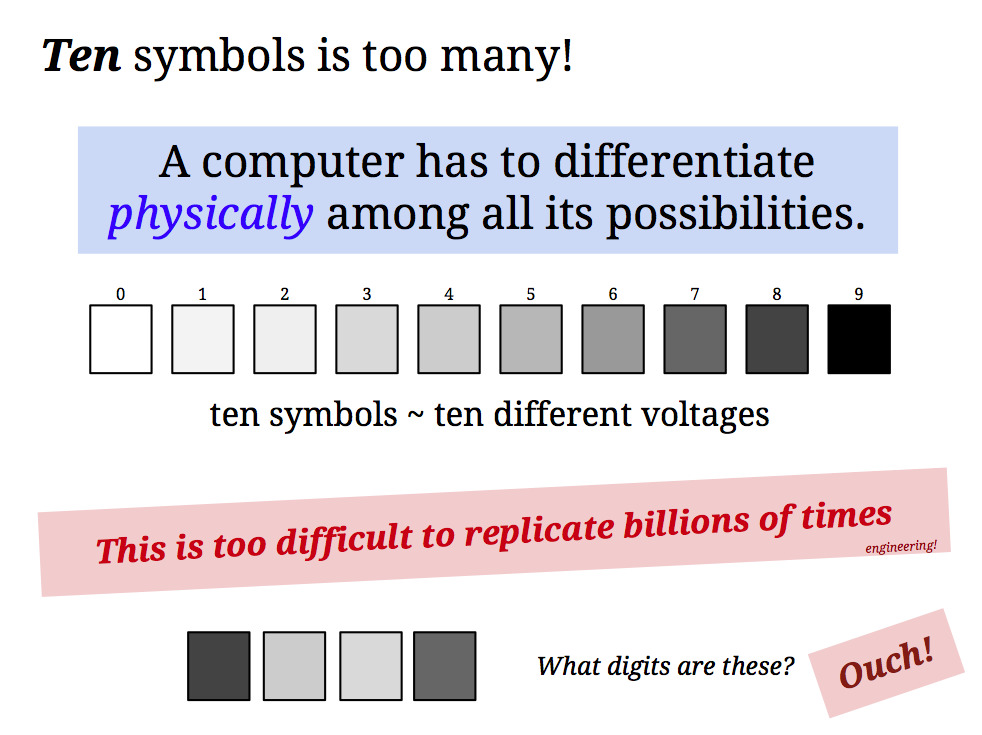 Ten symbols is too many!
A computer has to differentiate
physically among all its possibilities.
0 1 2 3 4 5 6 7 8 9
ten symbols ~ ten different voltages
This is too difficult to replicate billions of times
engineering!
What digits are these?
Ouch!